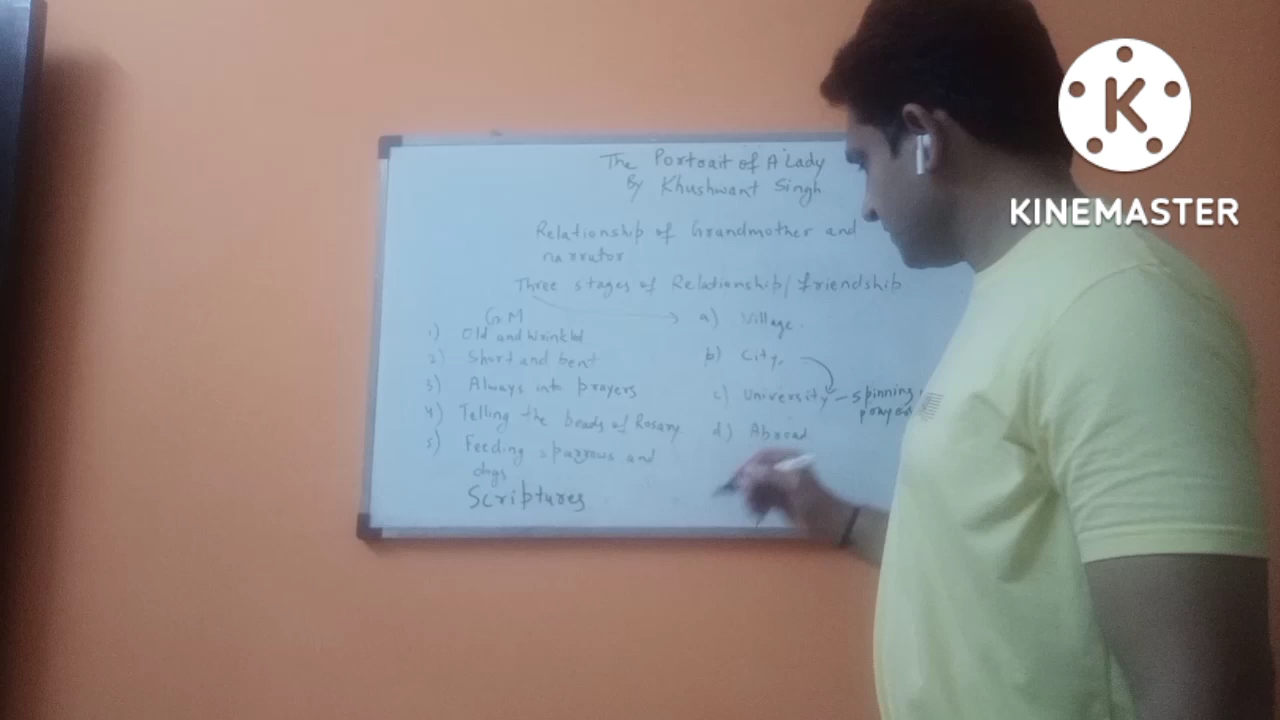 The Portrait of A Lady
By Khushwant Singh
Relationship of Grandmother and
narrator
Three stages of Relationship/friendship
G.M
1) Old and Wrinkled
2) Short and bent
3) Always into prayers
4) Telling the beads of Rosary
5) Feeding sparrows and
dogs
Scriptures
a) Village.
b) City,
c) University - Spinning
prayers
d) Abroad
K
KINEMASTER